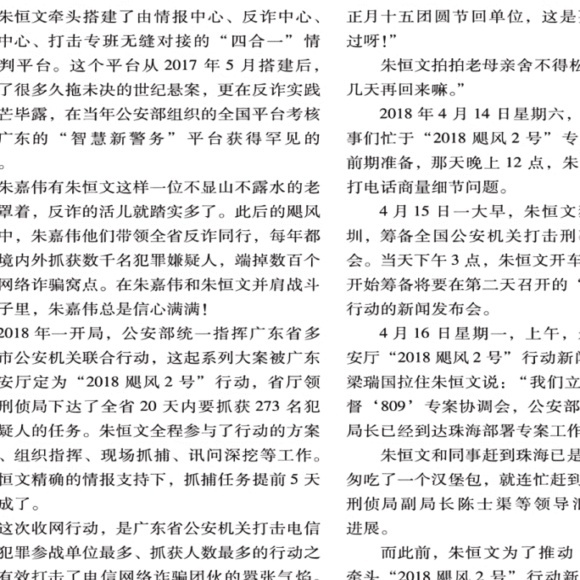 朱恒文牵头搭建了由情报中心、反诈中心、
中心、打击专班无缝对接的“四合一”情
判平台。这个平台从 2017 年 5 月搭建后，
了很多久拖未决的世纪悬案，更在反诈实践
芒毕露，在当年公安部组织的全国平台考核
广东的“智慧新警务”平台获得罕见的
。
朱嘉伟有朱恒文这样一位不显山不露水的老
罩着，反诈的活儿就踏实多了。此后的飓风
中，朱嘉伟他们带领全省反诈同行，每年都
境内外抓获数千名犯罪嫌疑人，端掉数百个
网络诈骗窝点。在朱嘉伟和朱恒文并肩战斗
子里，朱嘉伟总是信心满满！
2018 年一开局，公安部统一指挥广东省多
市公安机关联合行动，这起系列大案被广东
安厅定为“2018 飓风 2 号”行动，省厅领
刑侦局下达了全省 20 天内要抓获 273 名犯
疑人的任务。朱恒文全程参与了行动的方案
、组织指挥、现场抓捕、讯问深挖等工作。
恒文精确的情报支持下，抓捕任务提前 5 天
成了。
这次收网行动，是广东省公安机关打击电信
犯罪参战单位最多、抓获人数最多的行动之
有效打击了电信网络诈骗团伙的嚣张气焰。
正月十五团圆节回单位，这是
过呀！”
朱恒文拍拍老母亲舍不得松
几天再回来嘛。”
2018 年 4 月 14 日星期六，
事们忙于“2018 飓风 2 号”专
前期准备，那天晚上 12 点，朱
打电话商量细节问题。
4 月 15 日一大早，朱恒文
圳，筹备全国公安机关打击刑
会。当天下午 3 点，朱恒文开车
开始筹备将要在第二天召开的“
行动的新闻发布会。
4 月 16 日星期一，上午，
安厅“2018 飓风 2 号”行动新闻
梁瑞国拉住朱恒文说：“我们立
督‘809’专案协调会，公安部
局长已经到达珠海部署专案工作
朱恒文和同事赶到珠海已是
匆吃了一个汉堡包，就连忙赶到
刑侦局副局长陈士渠等领导汇
进展。
而此前，朱恒文为了推动
牵头“2018 飓风 2 号”行动新